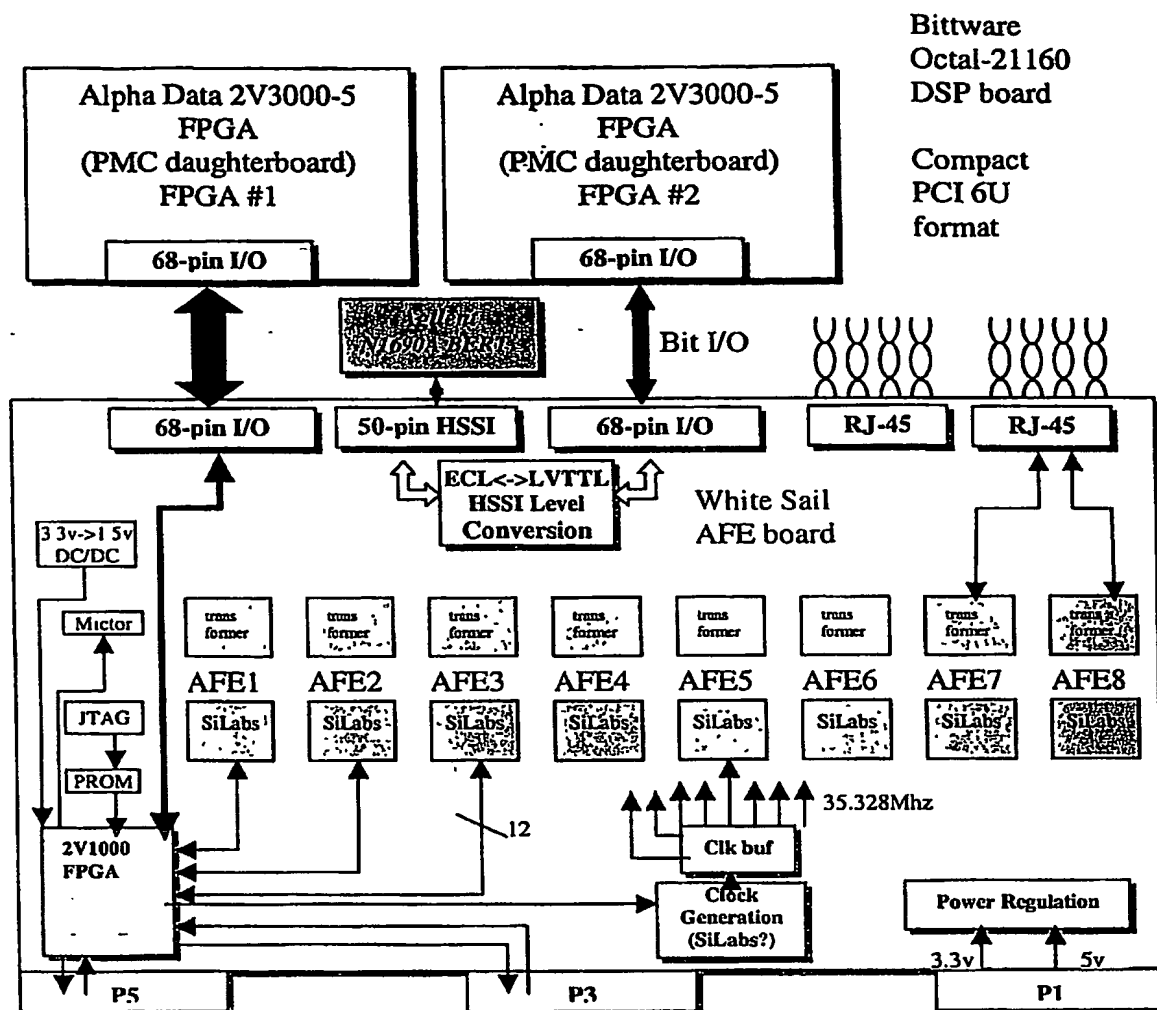 Bittware
Octal-21160
DSP board
Compact
PCI 6U
format
Alpha Data 2V3000-5
FPGA
(PMC daughterboard)
FPGA #1
68-pin I/O
Alpha Data 2V3000-5
FPGA
(PMC daughterboard)
FPGA #2
68-pin I/O
Agilent
N1690A BERT
Bit I/O
68-pin I/O
50-pin HSSI
68-pin I/O
RJ-45
RJ-45
ECL<->LVTTL
HSSI Level
Conversion
White Sail
AFE board
3 3v->1 5v
DC/DC
Mictor
JTAG
PROM
2V1000
FPGA
trans
former
trans
former
trans
former
trans
former
trans
former
trans
former
trans
former
trans
former
AFE1
AFE2
AFE3
AFE4
AFE5
AFE6
AFE7
AFE8
SiLabs
SiLabs
SiLabs
SiLabs
SiLabs
SiLabs
SiLabs
SiLabs
12
35.328Mhz
Clk buf
Clock
Generation
(SiLabs?)
Power Regulation
3.3v
5v
P5
P3
P1